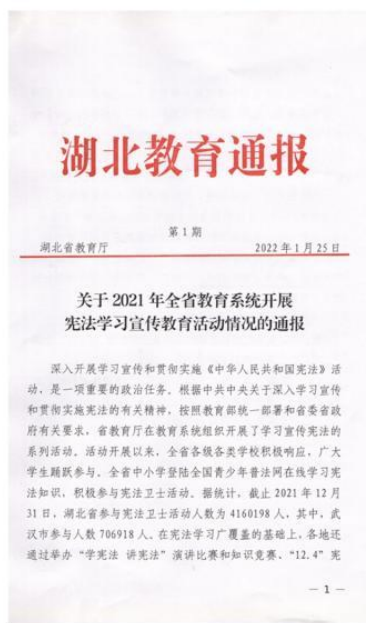 湖北教育通报
第1期
湖北省教育厅 2022年1月25日
关于2021年全省教育系统开展
宪法学习宣传教育活动情况的通报
深入开展学习宣传和贯彻实施《中华人民共和国宪法》活
动，是一项重要的政治任务。根据中共中央关于深入学习宣传
和贯彻实施宪法的有关精神，按照教育部统一部署和省委省政
府有关要求，省教育厅在教育系统组织开展了学习宣传宪法的
系列活动。活动开展以来，全省各级各类学校积极响应，广大
学生踊跃参与。全省中小学登陆全国青少年普法网在线学习宪
法知识，积极参与宪法卫士活动。据统计，截止2021年12月
31日，湖北省参与宪法卫士活动人数为4160198人，其中，武
汉市参与人数706918人。在宪法学习广覆盖的基础上，各地还
通过举办“学宪法 讲宪法”演讲比赛和知识竞赛、“12.4”宪
— 1 —